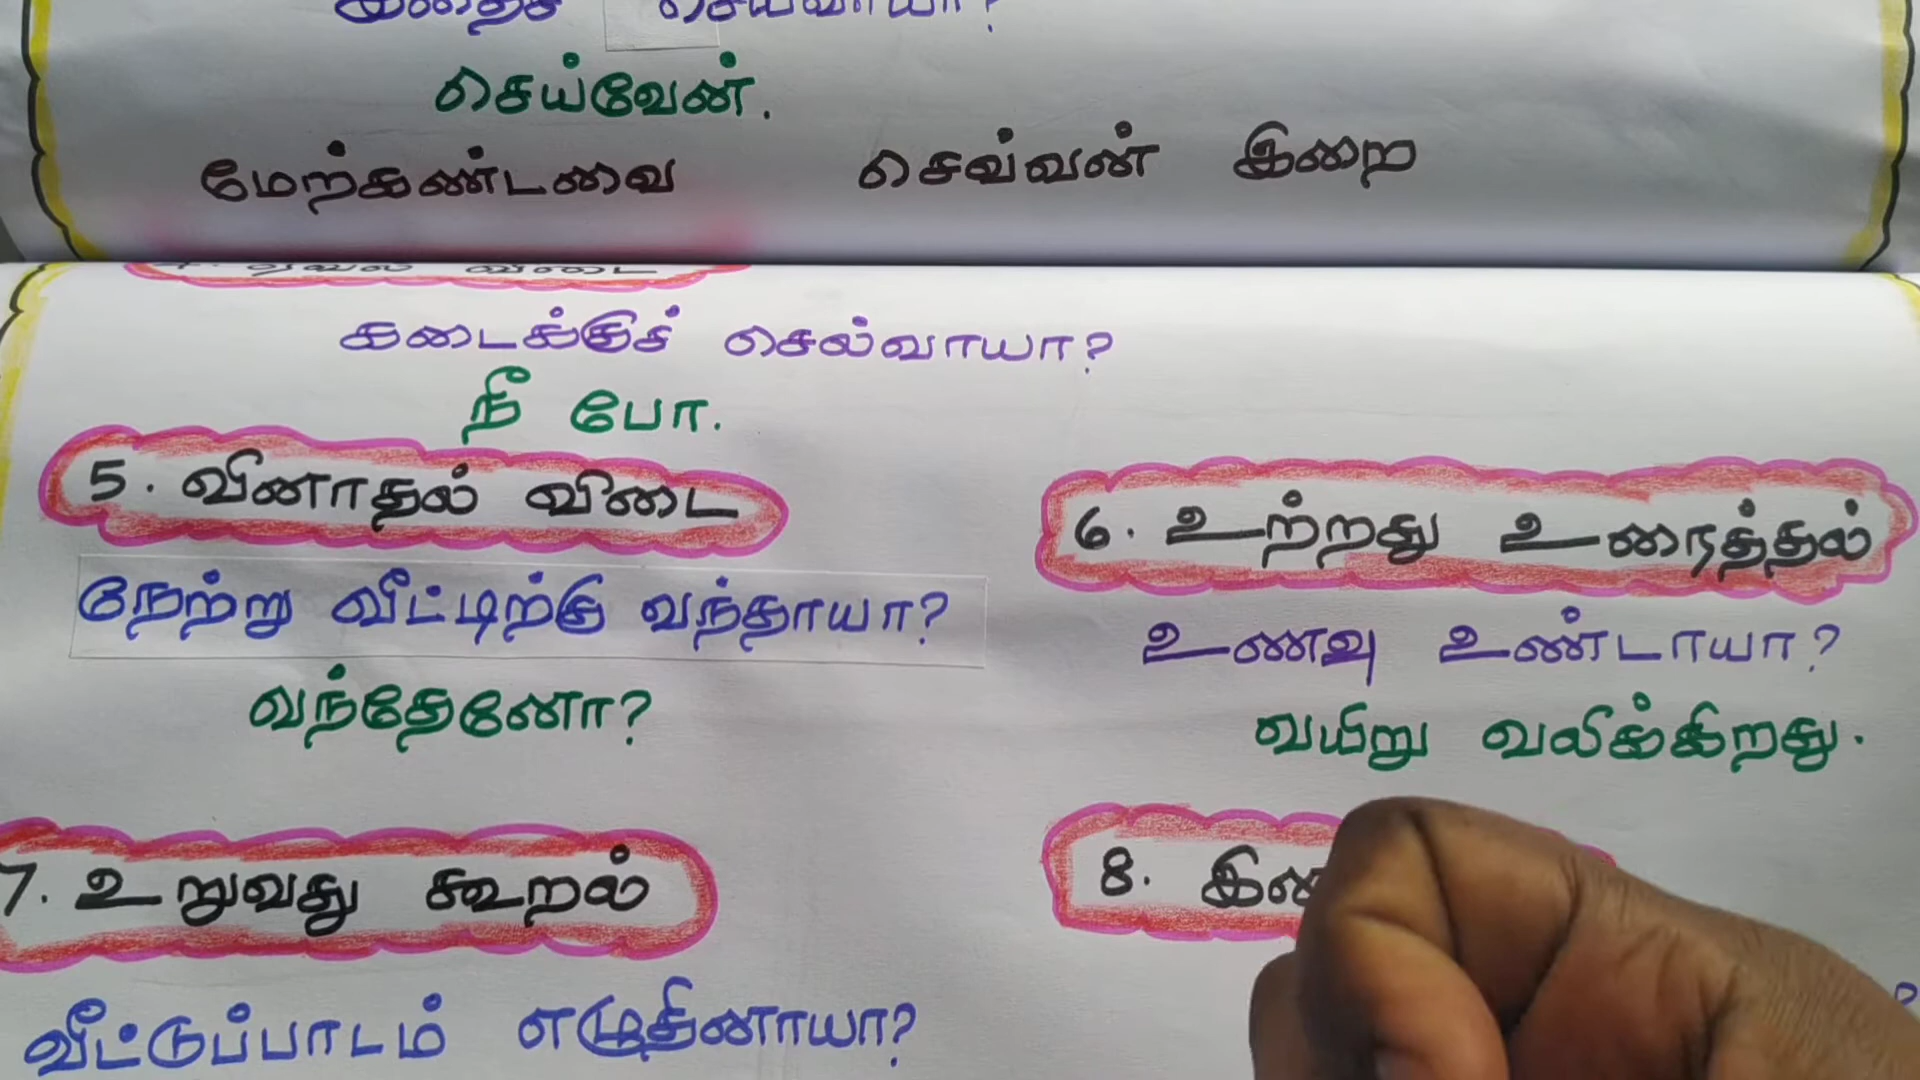 செய்வேன்.
மேற்கண்டவை செவ்வன் இறை
கடைக்குச் செல்வாயா?
நீ போ.
5. வினாதல் விடை
நேற்று வீட்டிற்கு வந்தாயா?
வந்தேனோ?
6. உற்றது உரைத்தல்
உணவு உண்டாயா?
வயிறு வலிக்கிறது.
7. உறுவது கூறல்
வீட்டுப்பாடம் எழுதினாயா?
8.